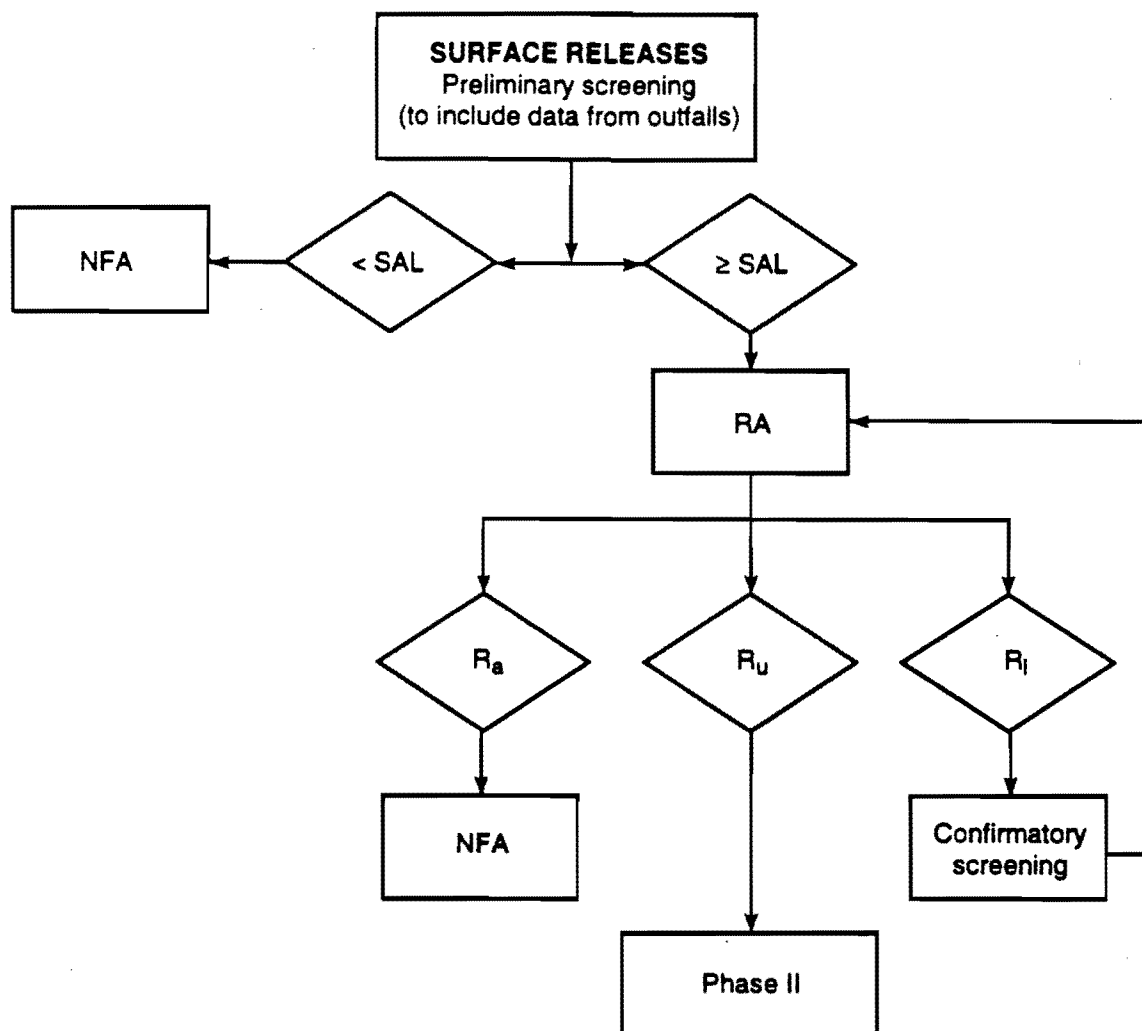 SURFACE RELEASES
Preliminary screening
(to include data from outfalls)
NFA
< SAL
≥ SAL
RA
Rₐ
Rᵤ
Rᵢ
NFA
Confirmatory
screening
Phase II